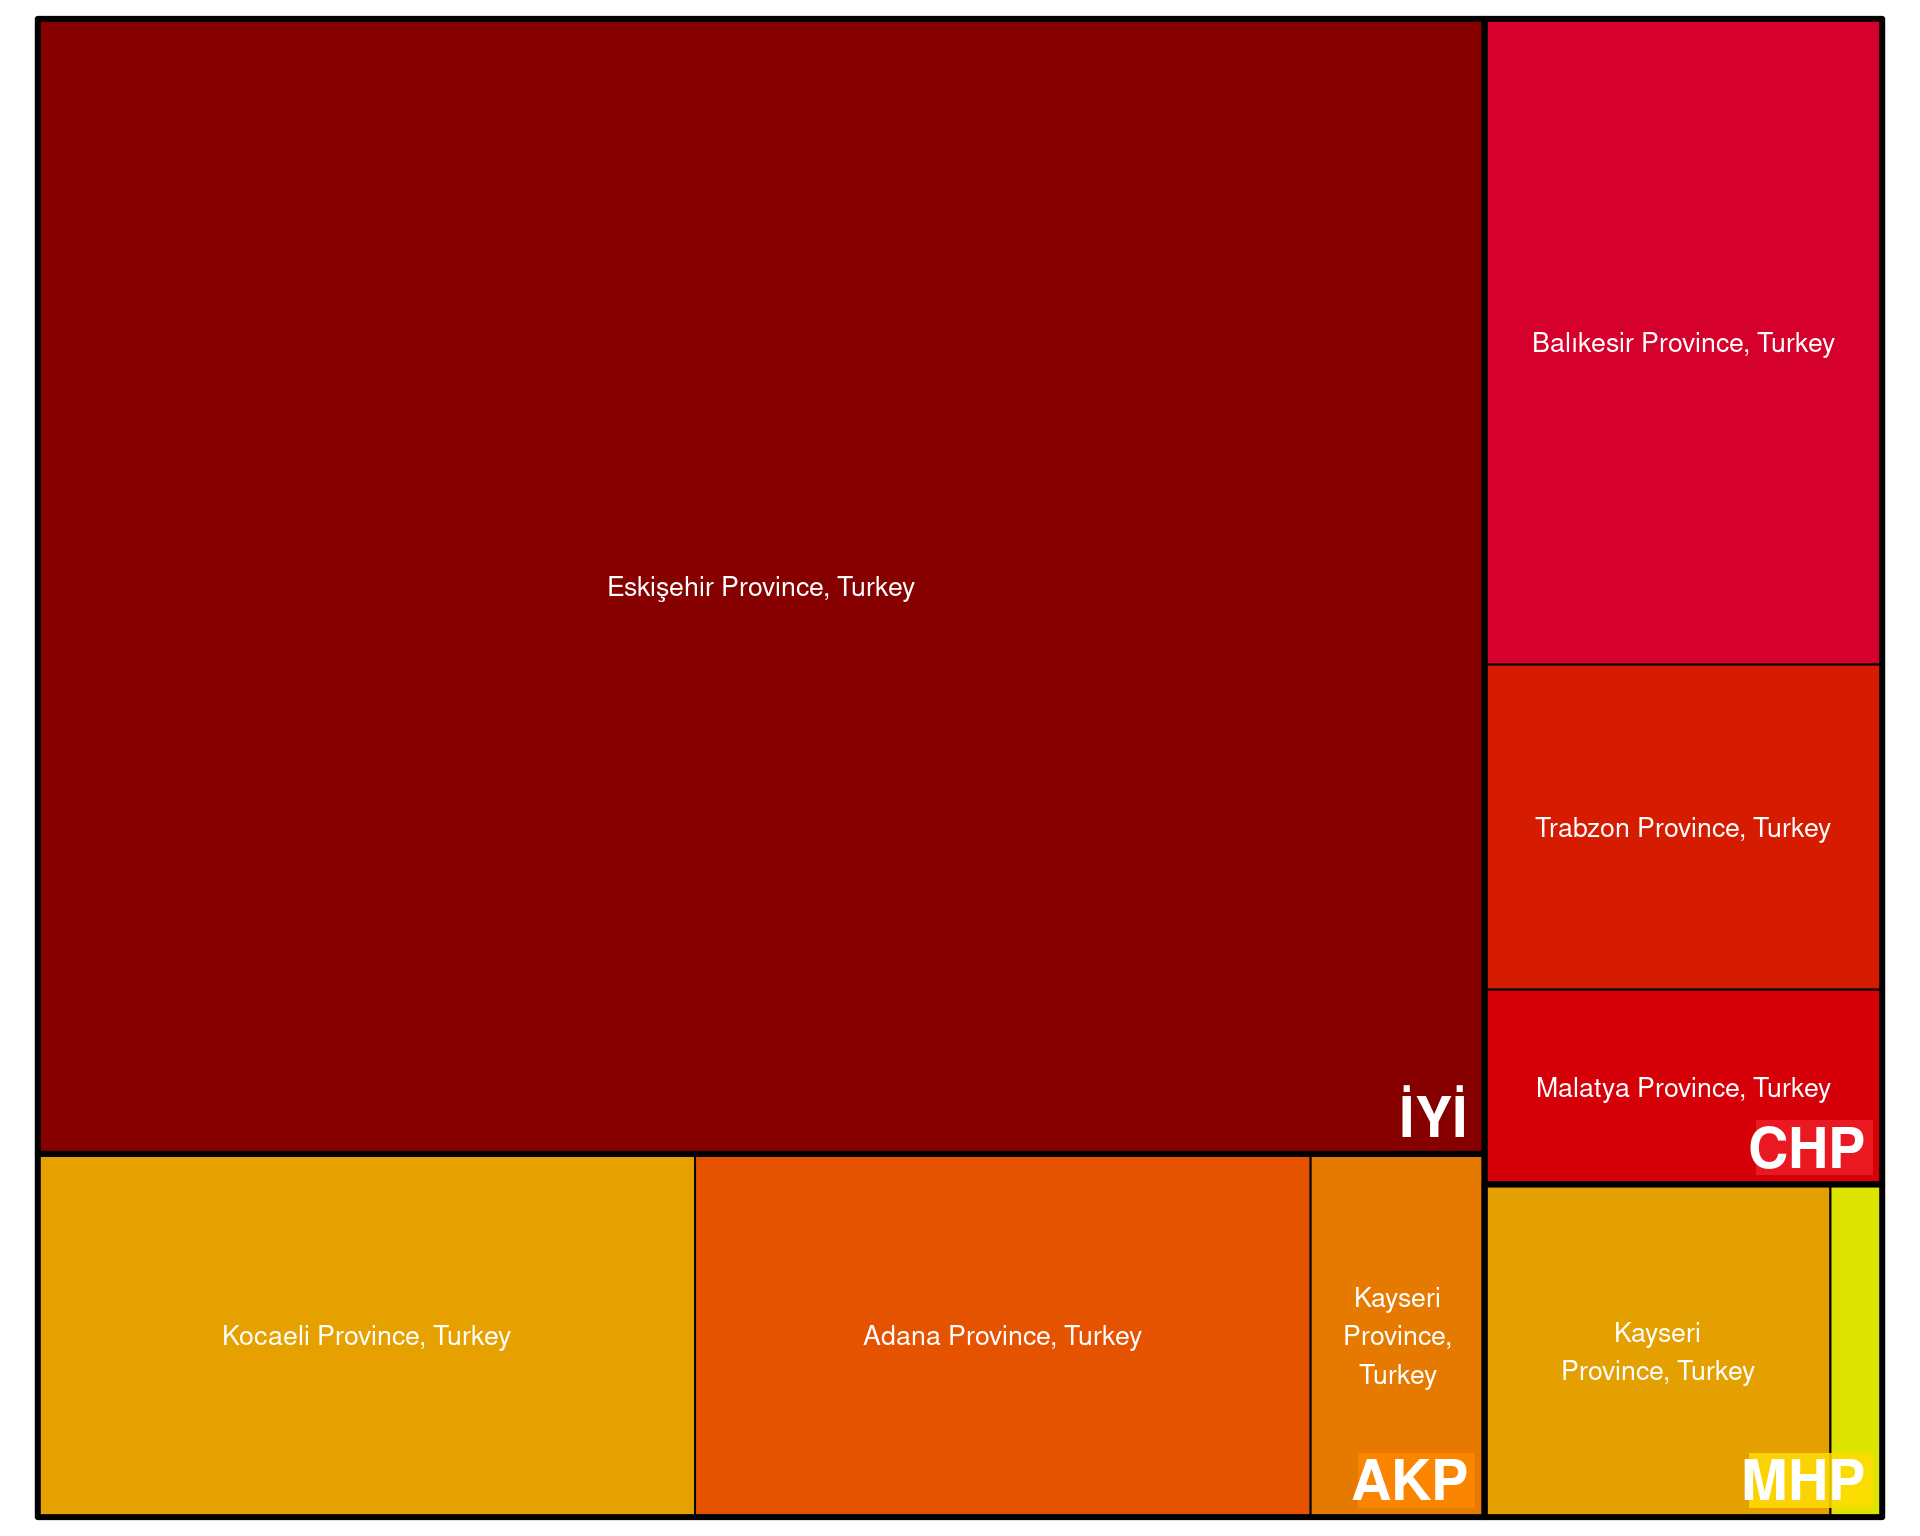 Eskişehir Province, Turkey
İYİ
Balıkesir Province, Turkey
Trabzon Province, Turkey
Malatya Province, Turkey
CHP
Kocaeli Province, Turkey
Adana Province, Turkey
Kayseri
Province,
Turkey
AKP
Kayseri
Province, Turkey
MHP